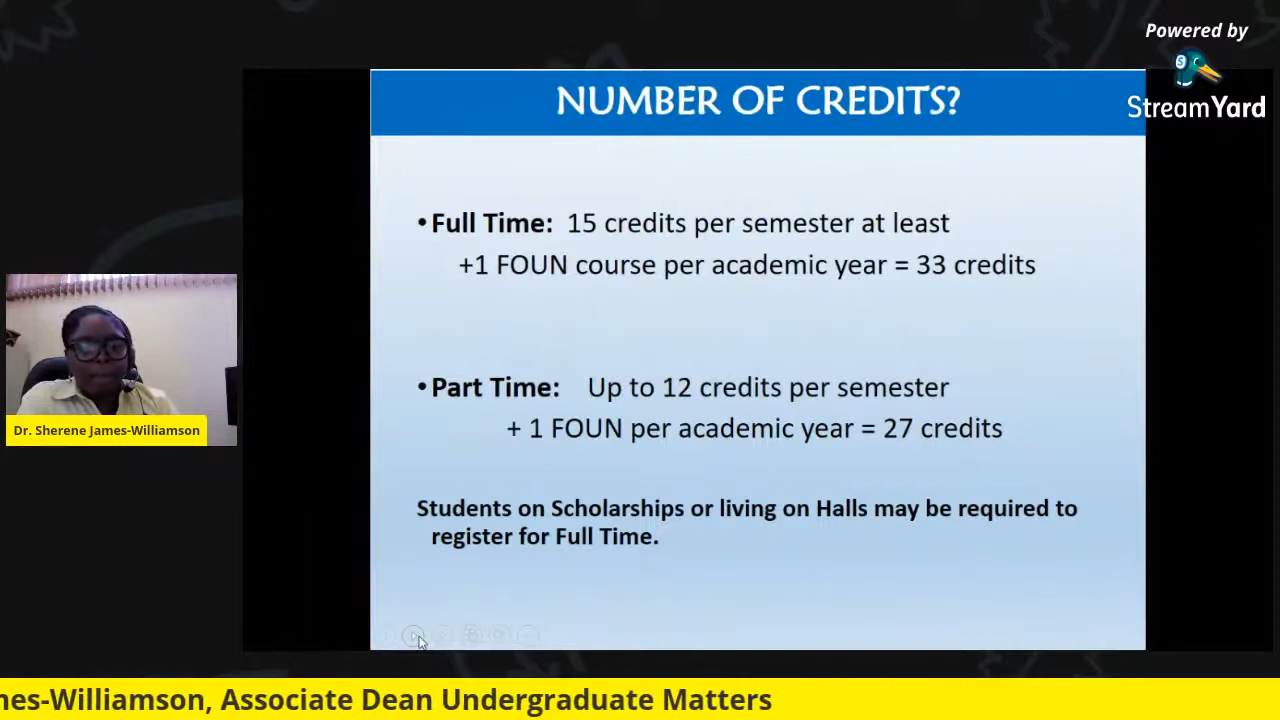 Powered by
StreamYard
NUMBER OF CREDITS?
•Full Time: 15 credits per semester at least
+1 FOUN course per academic year = 33 credits
•Part Time: Up to 12 credits per semester
+ 1 FOUN per academic year = 27 credits
Students on Scholarships or living on Halls may be required to
register for Full Time.
Dr. Sherene James-Williamson
mes-Williamson, Associate Dean Undergraduate Matters